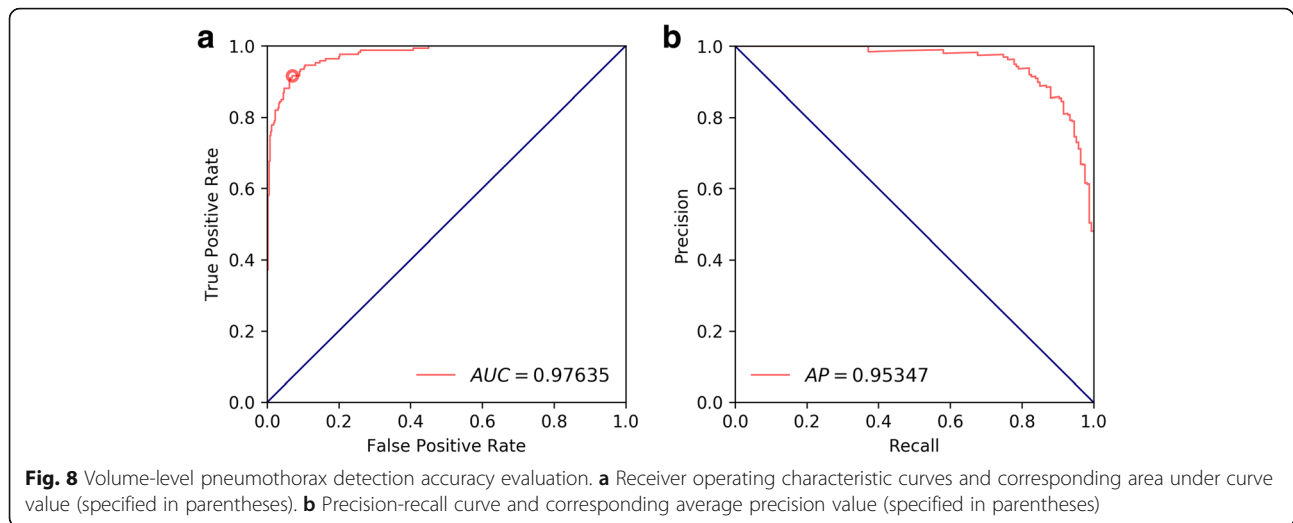 a
b
1.0
0.8
0.6
0.4
0.2
0.0
True Positive Rate
0.0 0.2 0.4 0.6 0.8 1.0
False Positive Rate
AUC = 0.97635
1.0
0.8
0.6
0.4
0.2
0.0
Precision
0.0 0.2 0.4 0.6 0.8 1.0
Recall
AP = 0.95347
Fig. 8 Volume-level pneumothorax detection accuracy evaluation. a Receiver operating characteristic curves and corresponding area under curve
value (specified in parentheses). b Precision-recall curve and corresponding average precision value (specified in parentheses)